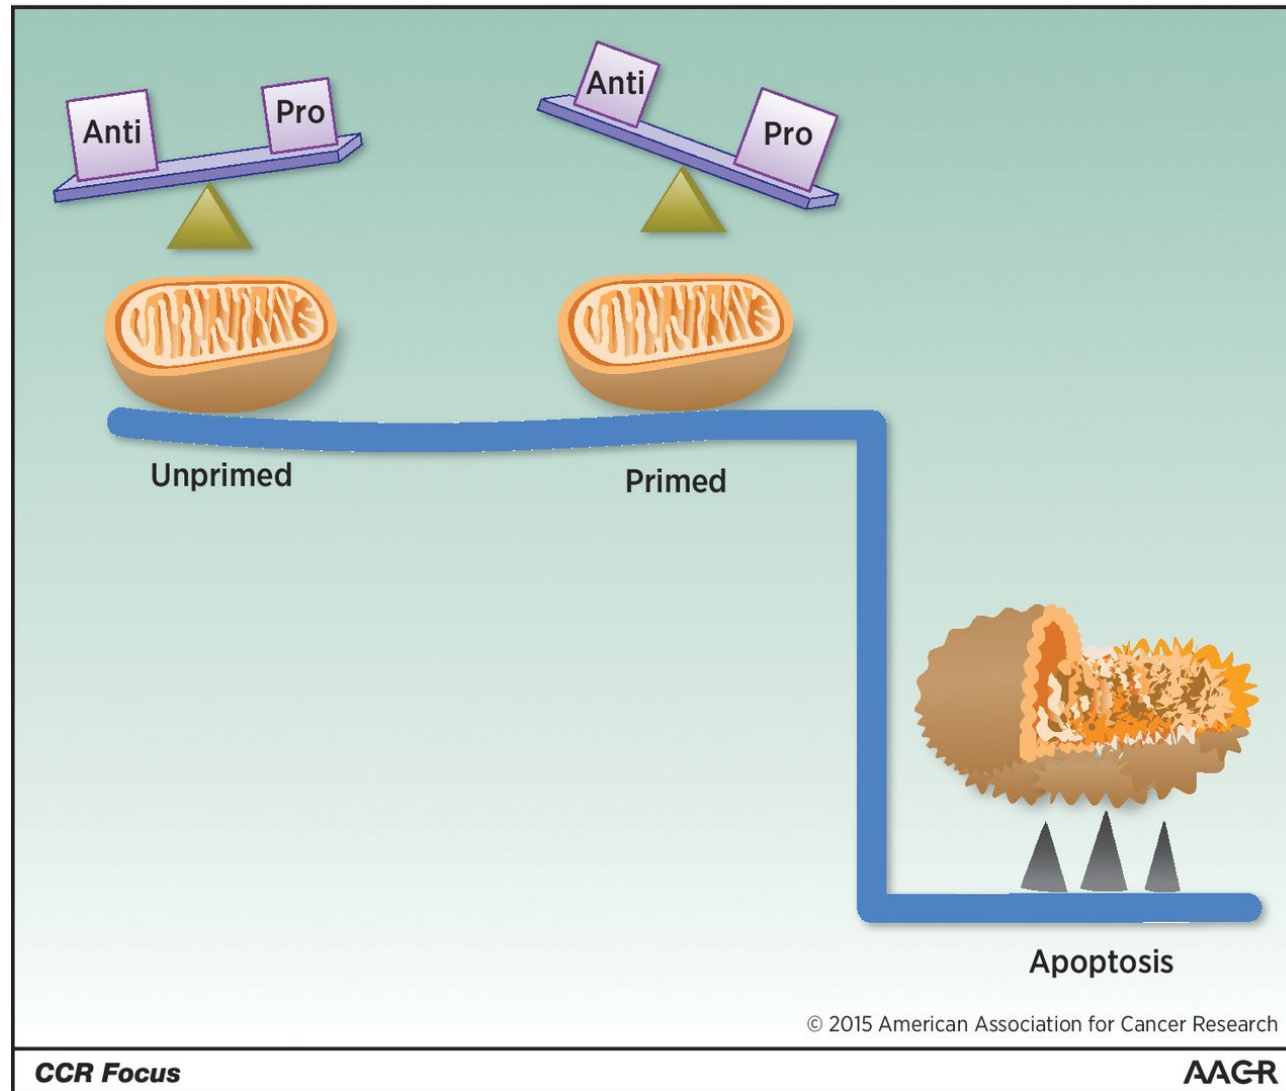 Anti
Pro
Anti
Pro
Unprimed
Primed
Apoptosis
© 2015 American Association for Cancer Research
CCR Focus
AACR